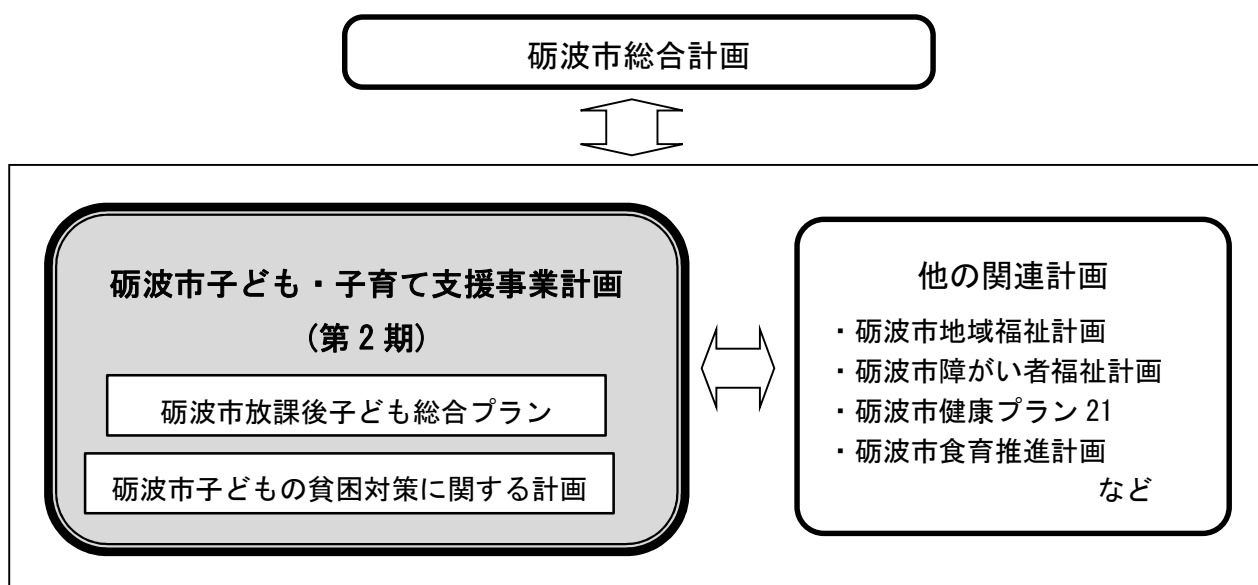 砺波市総合計画
砺波市子ども・子育て支援事業計画
(第2期)
砺波市放課後子ども総合プラン
砺波市子どもの貧困対策に関する計画
他の関連計画
・砺波市地域福祉計画
・砺波市障がい者福祉計画
・砺波市健康プラン21
・砺波市食育推進計画
など